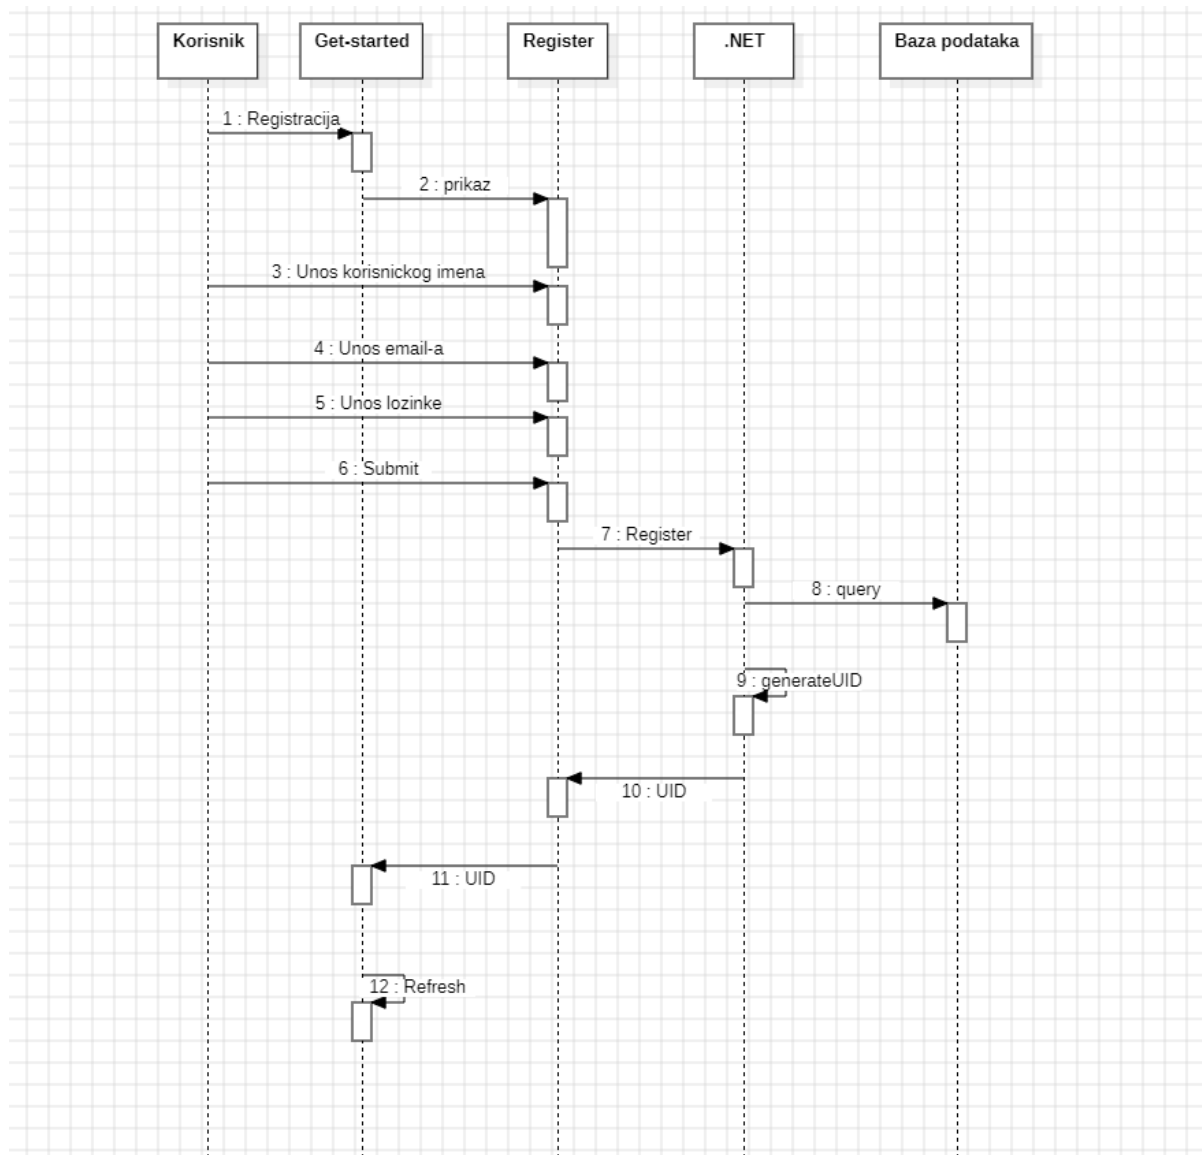 Korisnik
Get-started
Register
.NET
Baza podataka
1 : Registracija
2 : prikaz
3 : Unos korisnickog imena
4 : Unos email-a
5 : Unos lozinke
6 : Submit
7 : Register
8 : query
9 : generateUID
10 : UID
11 : UID
12 : Refresh